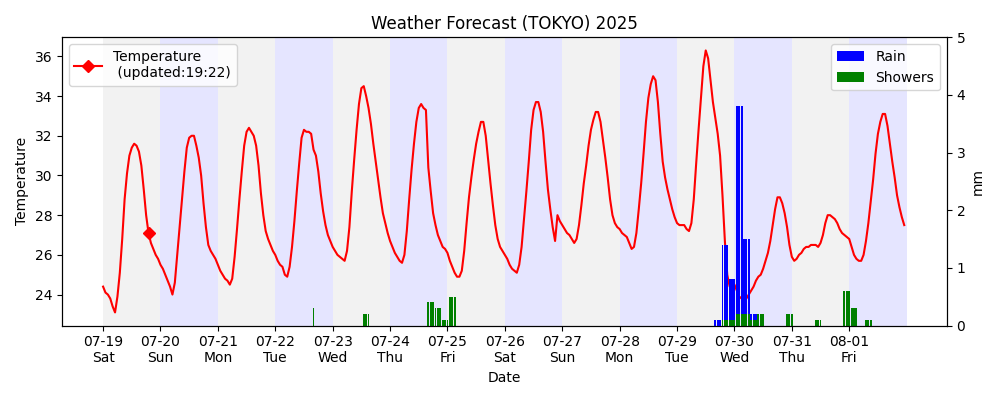 Weather Forecast (TOKYO) 2025
Temperature
(updated:19:22)
Rain
Showers
Temperature
36
34
32
30
28
26
24
5
4
3
2
1
0
mm
07-19 07-20 07-21 07-22 07-23 07-24 07-25 07-26 07-27 07-28 07-29 07-30 07-31 08-01
Sat Sun Mon Tue Wed Thu Fri Sat Sun Mon Tue Wed Thu Fri
Date